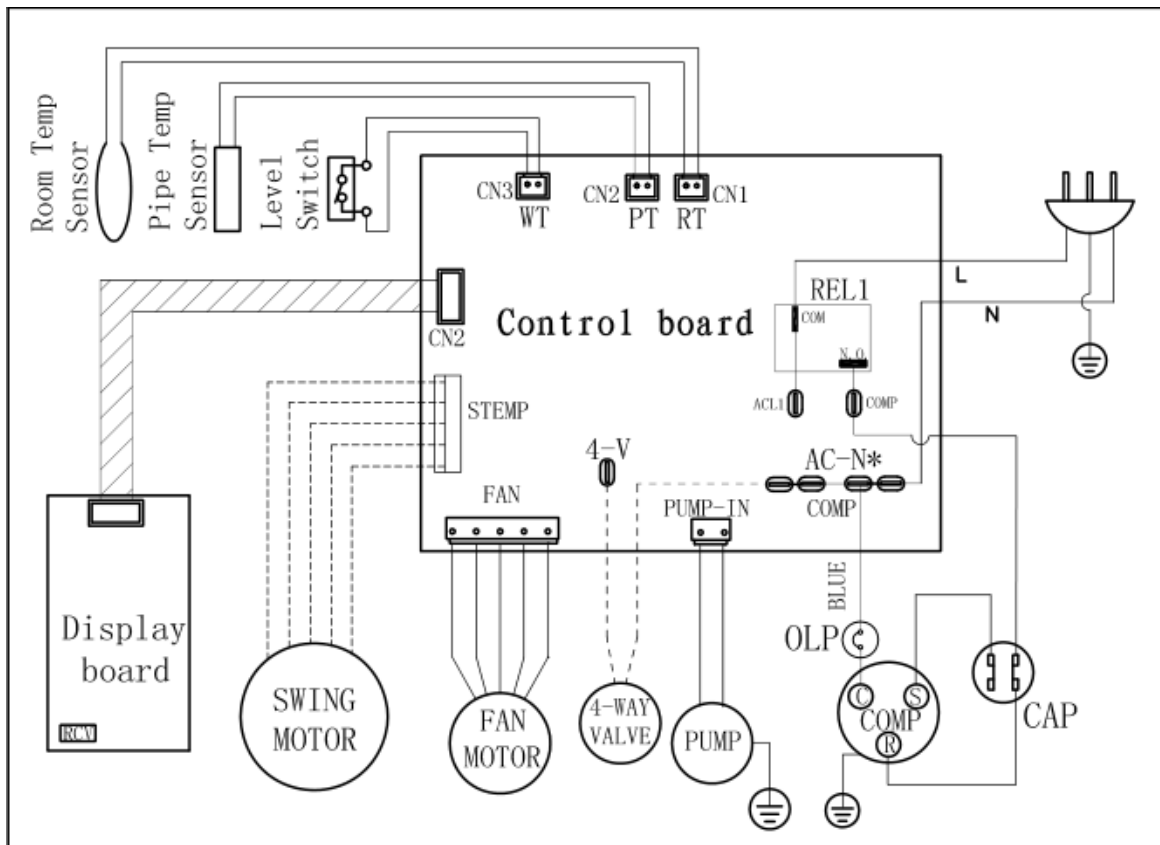 Room Temp
Sensor
Pipe Temp
Sensor
Level
Switch
CN3
WT
CN2
PT
RT
CN1
L
N
REL1
COM
N.O
Control board
CN2
ACL1
COMP
STEMP
4-V
AC-N*
COMP
FAN
PUMP-IN
BLUE
OLP
Display
board
RCV
SWING
MOTOR
FAN
MOTOR
4-WAY
VALVE
PUMP
C
S
COMP
R
CAP